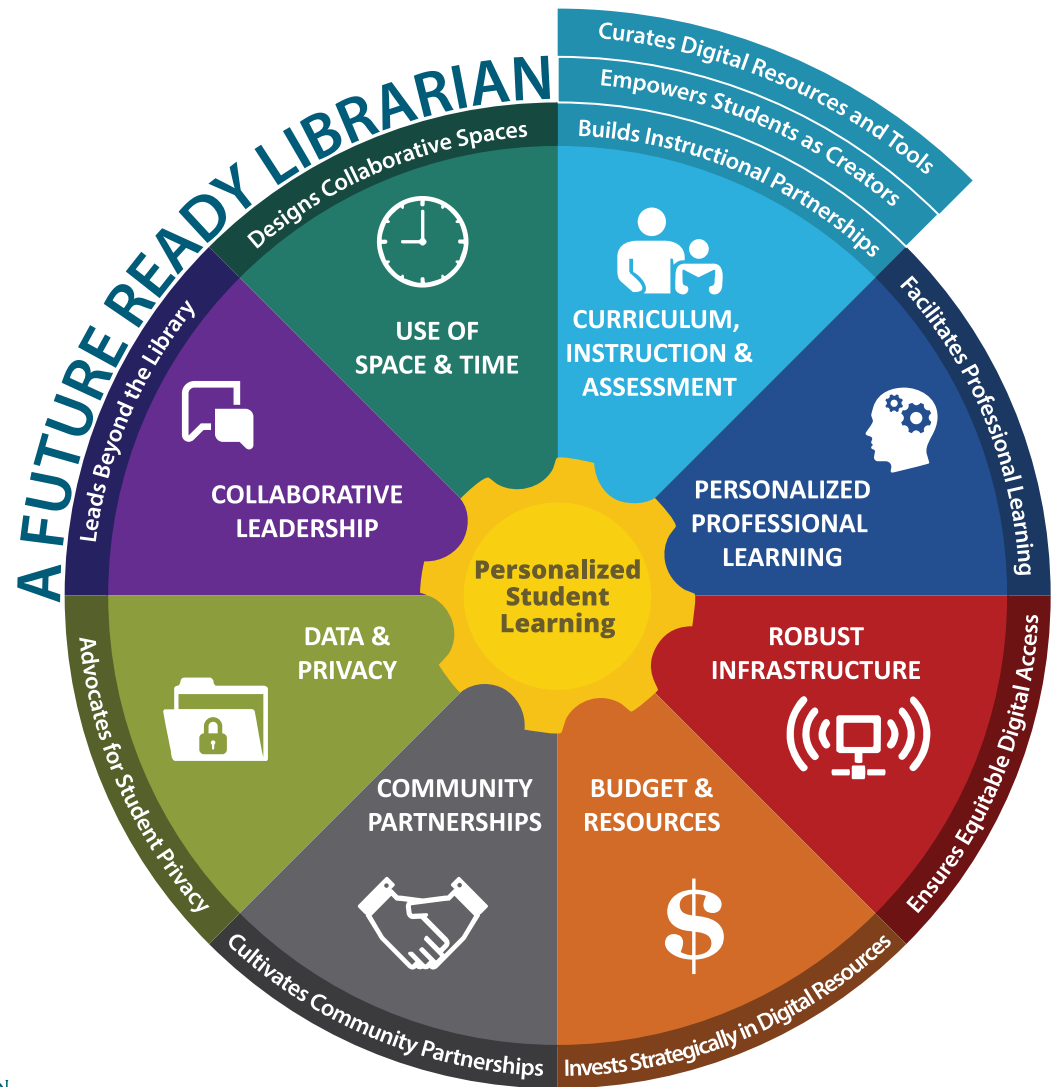 A FUTURE READY LIBRARIAN
Curates Digital Resources and Tools
Empowers Students as Creators
Builds Instructional Partnerships
CURRICULUM,
INSTRUCTION &
ASSESSMENT
Facilitates Professional Learning
PERSONALIZED
PROFESSIONAL
LEARNING
Ensures Equitable Digital Access
ROBUST
INFRASTRUCTURE
Invests Strategically in Digital Resources
BUDGET &
RESOURCES
$
Cultivates Community Partnerships
COMMUNITY
PARTNERSHIPS
Advocates for Student Privacy
DATA &
PRIVACY
Leads Beyond the Library
COLLABORATIVE
LEADERSHIP
Designs Collaborative Spaces
USE OF
SPACE & TIME
Personalized
Student
Learning